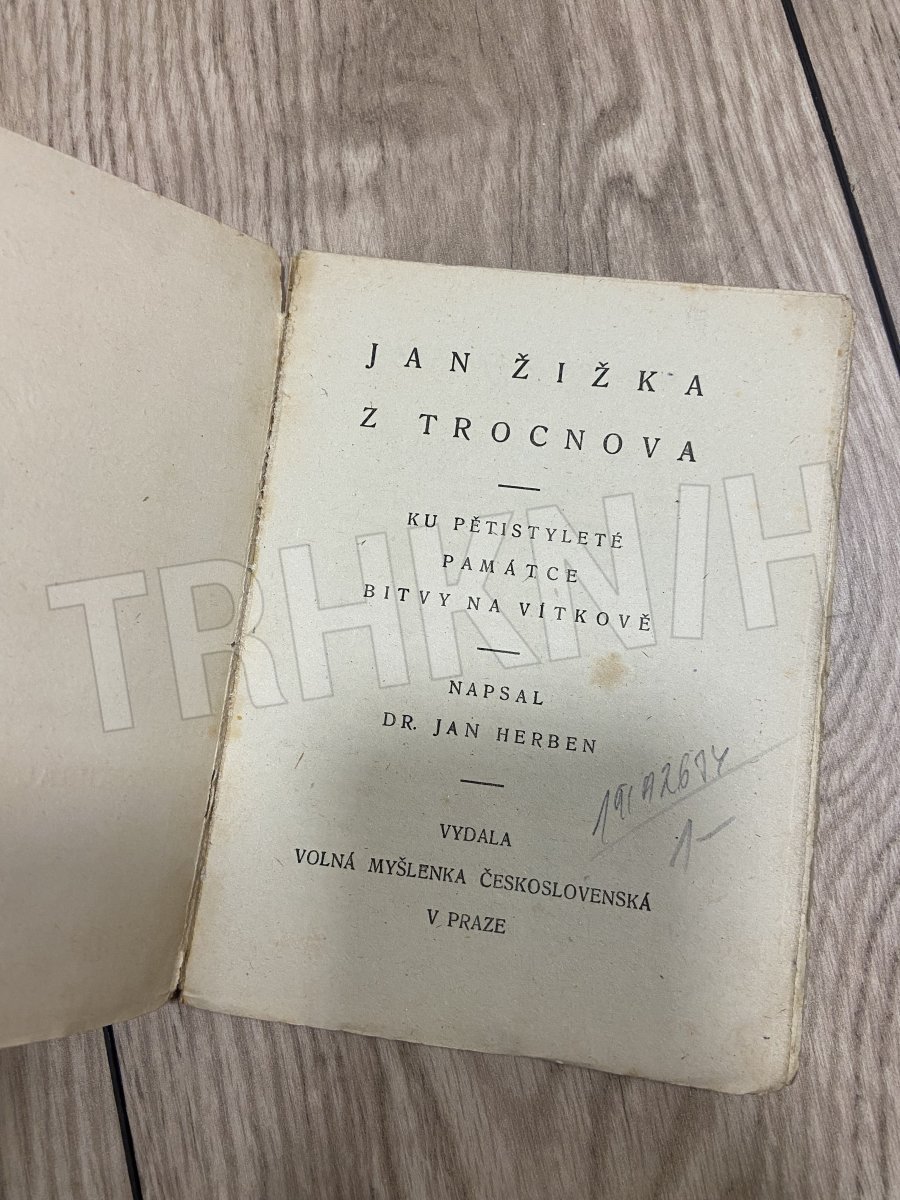 JAN ŽIŽKA
Z TROCNOVA
KU PĚTISTYLETÉ
PAMÁTCE
BITVY NA VÍTKOVĚ
NAPSAL
DR. JAN HERBEN
VYDALA
VOLNÁ MYŠLENKA ČESKOSLOVENSKÁ
V PRAZE
1-
TRHKNIH